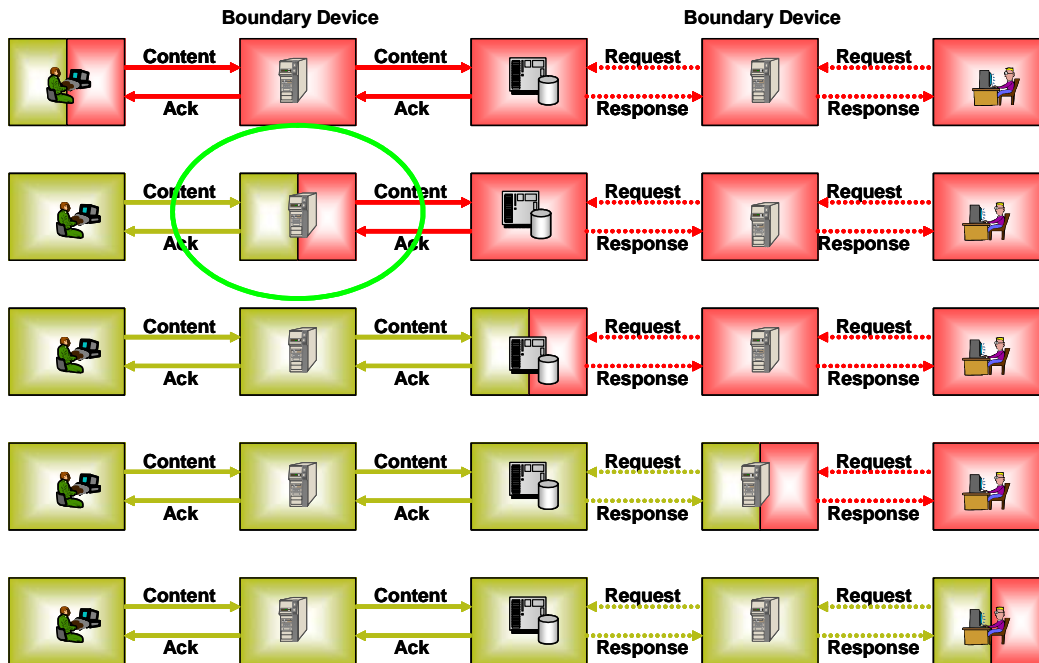 Boundary Device Boundary Device
Content Content Request Request
Ack Ack Response Response
Content Content Request Request
Ack Ack Response Response
Content Content Request Request
Ack Ack Response Response
Content Content Request Request
Ack Ack Response Response
Content Content Request Request
Ack Ack Response Response